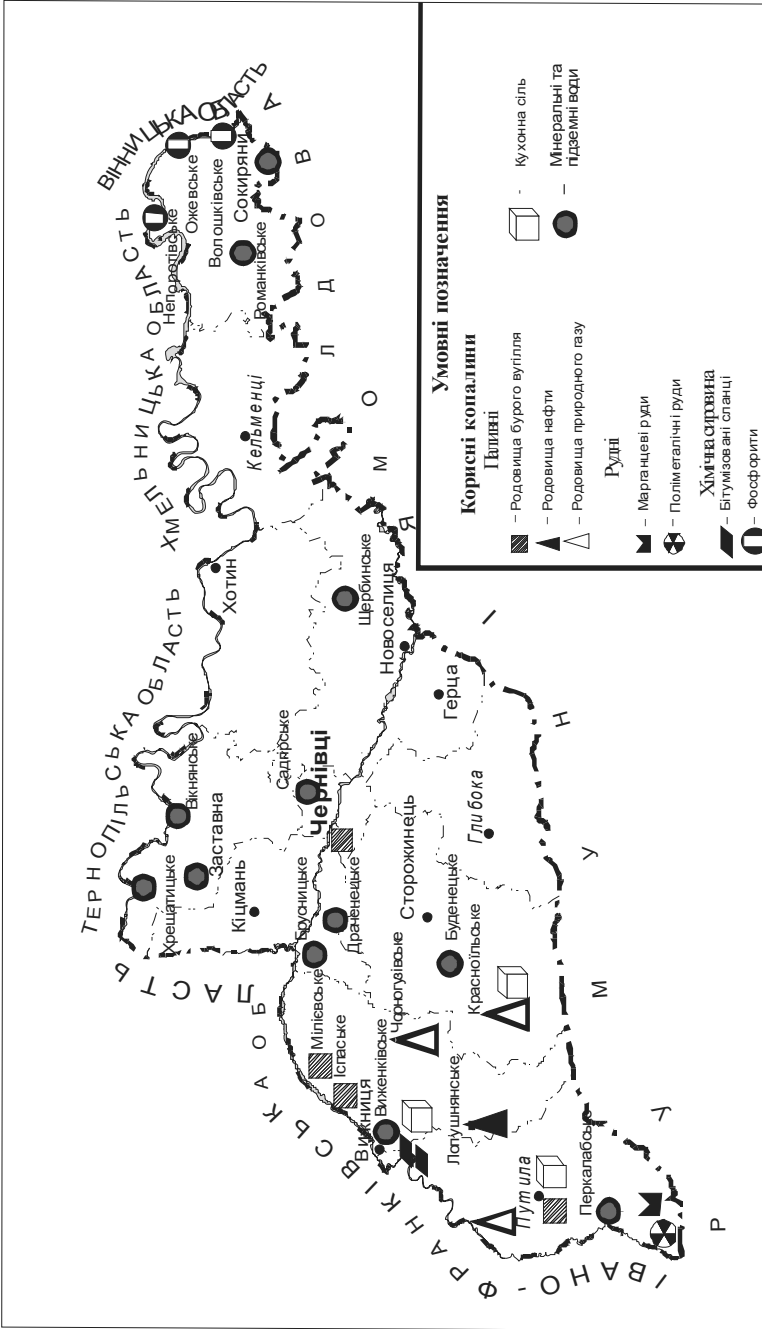 ТЕРНОПІЛЬСЬКА ОБЛАСТЬ
ХМЕЛЬНИЦЬКА ОБЛАСТЬ
ВІННИЦЬКА ОБЛАСТЬ
ІВАНО-ФРАНКІВСЬКА ОБЛАСТЬ
РУМУНІЯ
МОЛДОВА
Хрещатицьке
Вікнянське
Заставна
Кіцмань
Хотин
Кельменці
Непоротівське
Ожевське
Волошківське
Сокиряни
Романківське
Садгірське
Чернівці
Щербинське
Новоселиця
Герца
Брусницьке
Драченецьке
Сторожинець
Глибока
Буденецьке
Мілієвське
Іспаське
Чорногузівське
Красноїльське
Вижниця
Виженківське
Лопушнянське
Путила
Перкалабське
Умовні позначення
Корисні копалини
Паливні
– Родовища бурого вугілля
– Родовища нафти
– Родовища природного газу
Рудні
– Марганцеві руди
– Поліметалічні руди
Хімічна сировина
– Бітумізовані сланці
– Фосфорити
- Кухонна сіль
– Мінеральні та
підземні води